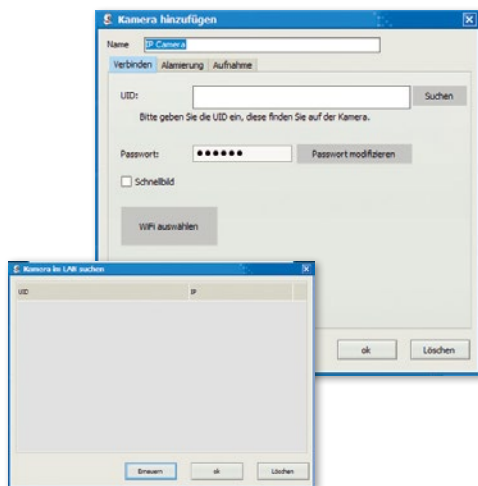 Kamera hinzufügen
Name IP Camera
Verbinden Alamierung Aufnahme
UID: Suchen
Bitte geben Sie die UID ein, diese finden Sie auf der Kamera.
Passwort: ●●●●●● Passwort modifizieren
Schnellbild
WiFi auswählen
ok Löschen
Kamera im LAN suchen
UID IP
Erneuern ok Löschen